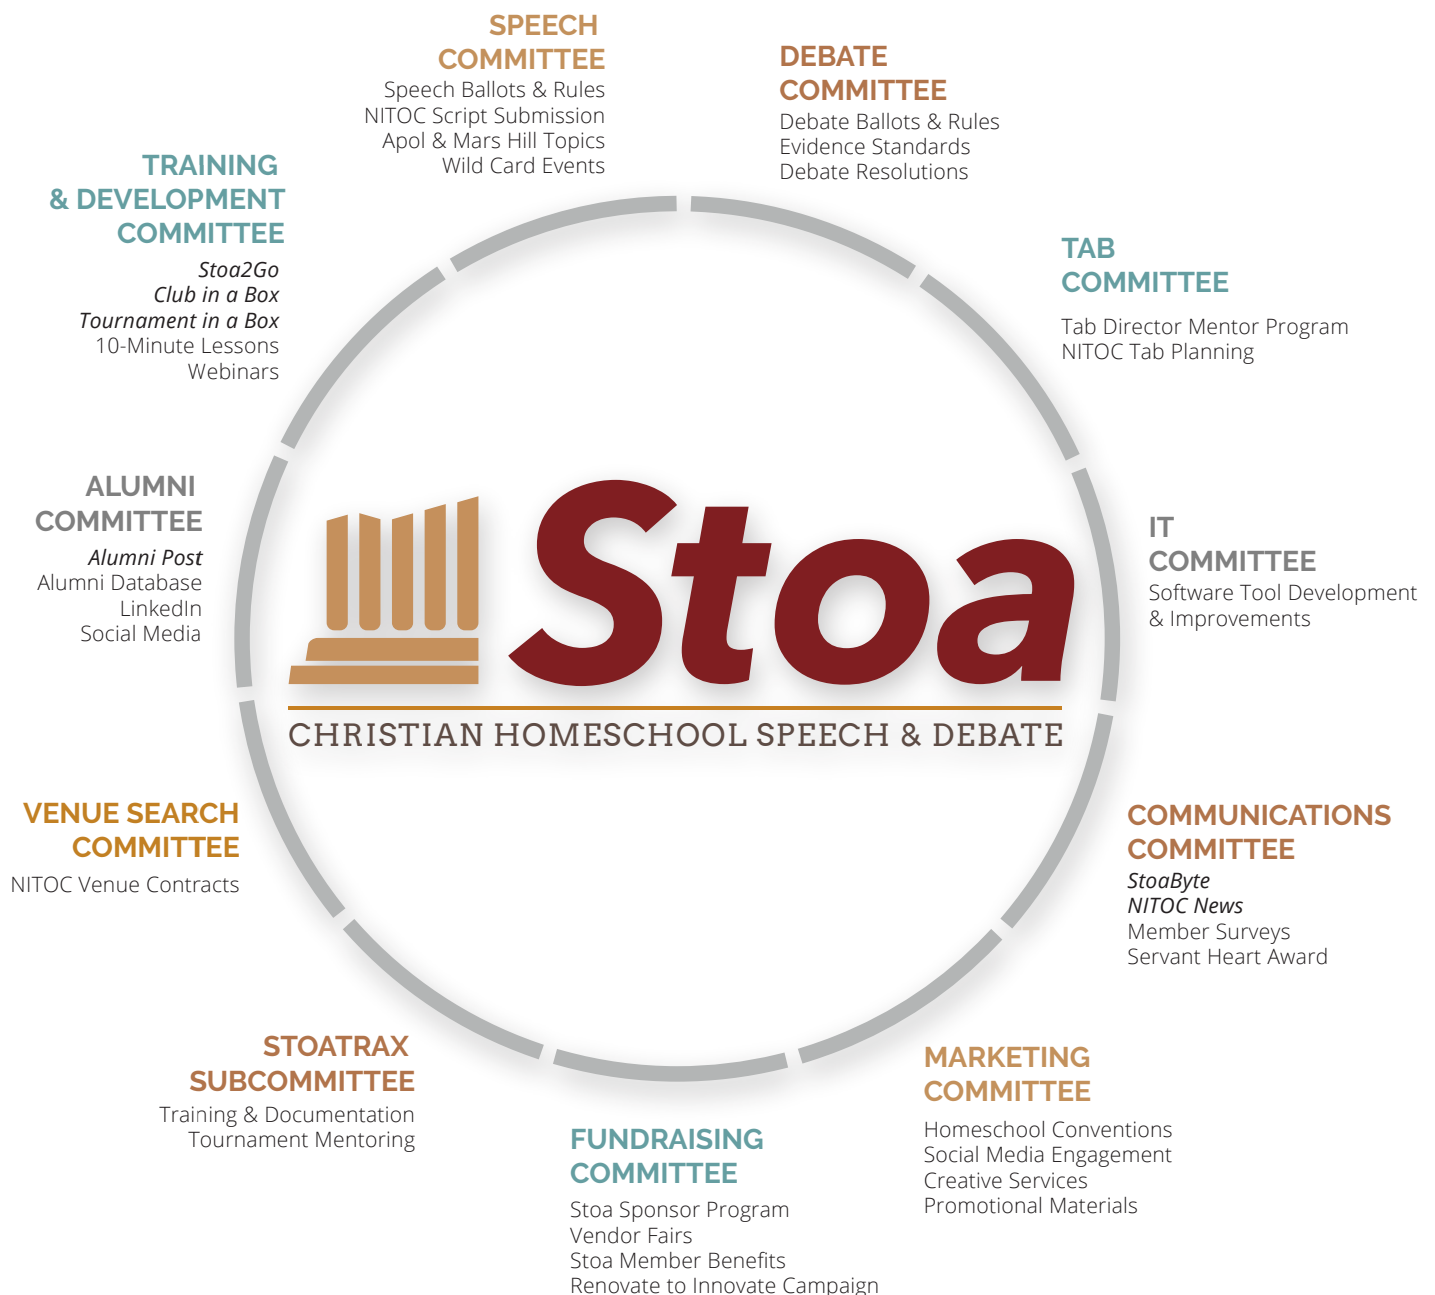 SPEECH
COMMITTEE
Speech Ballots & Rules
NITOC Script Submission
Apol & Mars Hill Topics
Wild Card Events
DEBATE
COMMITTEE
Debate Ballots & Rules
Evidence Standards
Debate Resolutions
TRAINING
& DEVELOPMENT
COMMITTEE
Stoa2Go
Club in a Box
Tournament in a Box
10-Minute Lessons
Webinars
TAB
COMMITTEE
Tab Director Mentor Program
NITOC Tab Planning
ALUMNI
COMMITTEE
Alumni Post
Alumni Database
LinkedIn
Social Media
Stoa
CHRISTIAN HOMESCHOOL SPEECH & DEBATE
IT
COMMITTEE
Software Tool Development
& Improvements
VENUE SEARCH
COMMITTEE
NITOC Venue Contracts
COMMUNICATIONS
COMMITTEE
StoaByte
NITOC News
Member Surveys
Servant Heart Award
STOATRAX
SUBCOMMITTEE
Training & Documentation
Tournament Mentoring
FUNDRAISING
COMMITTEE
Stoa Sponsor Program
Vendor Fairs
Stoa Member Benefits
Renovate to Innovate Campaign
MARKETING
COMMITTEE
Homeschool Conventions
Social Media Engagement
Creative Services
Promotional Materials